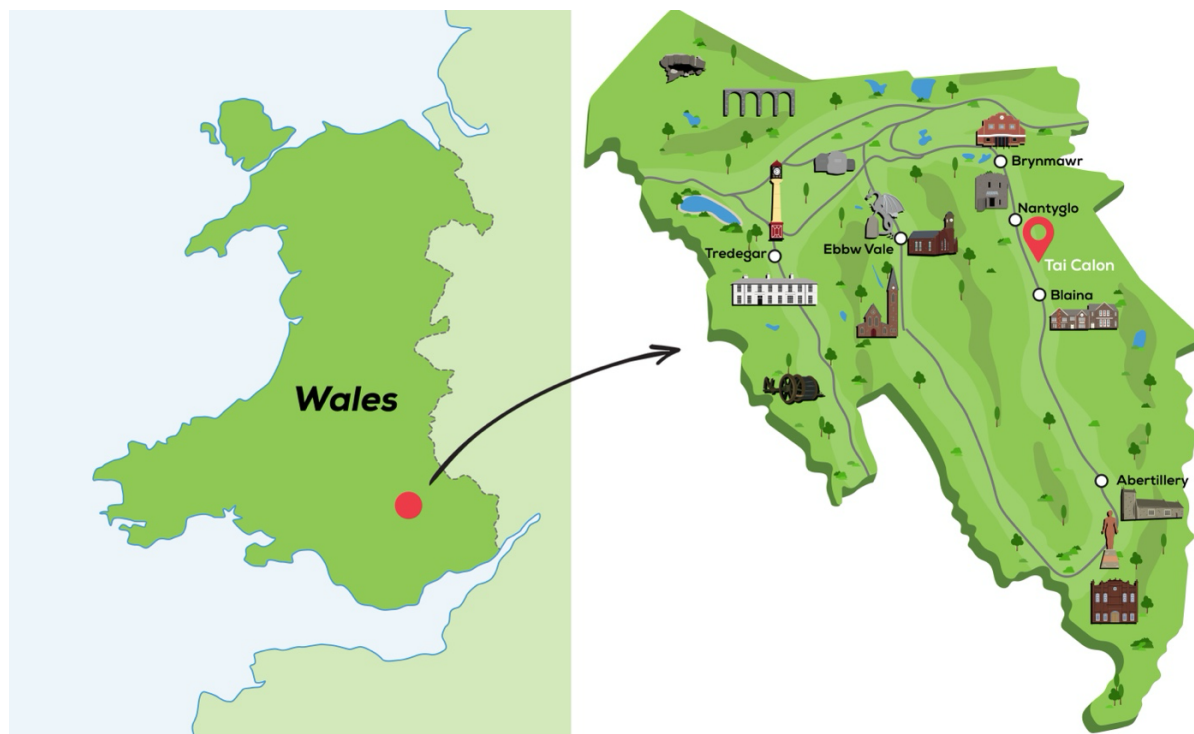 Wales
Brynmawr
Nantyglo
Tai Calon
Tredegar
Ebbw Vale
Blaina
Abertillery